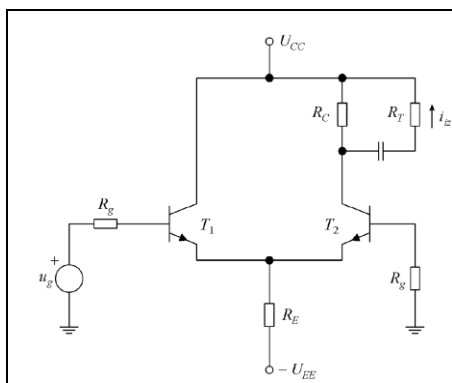 U_CC
R_C
R_T
i_iz
R_g
T_1
T_2
+
u_g
R_g
R_E
− U_EE